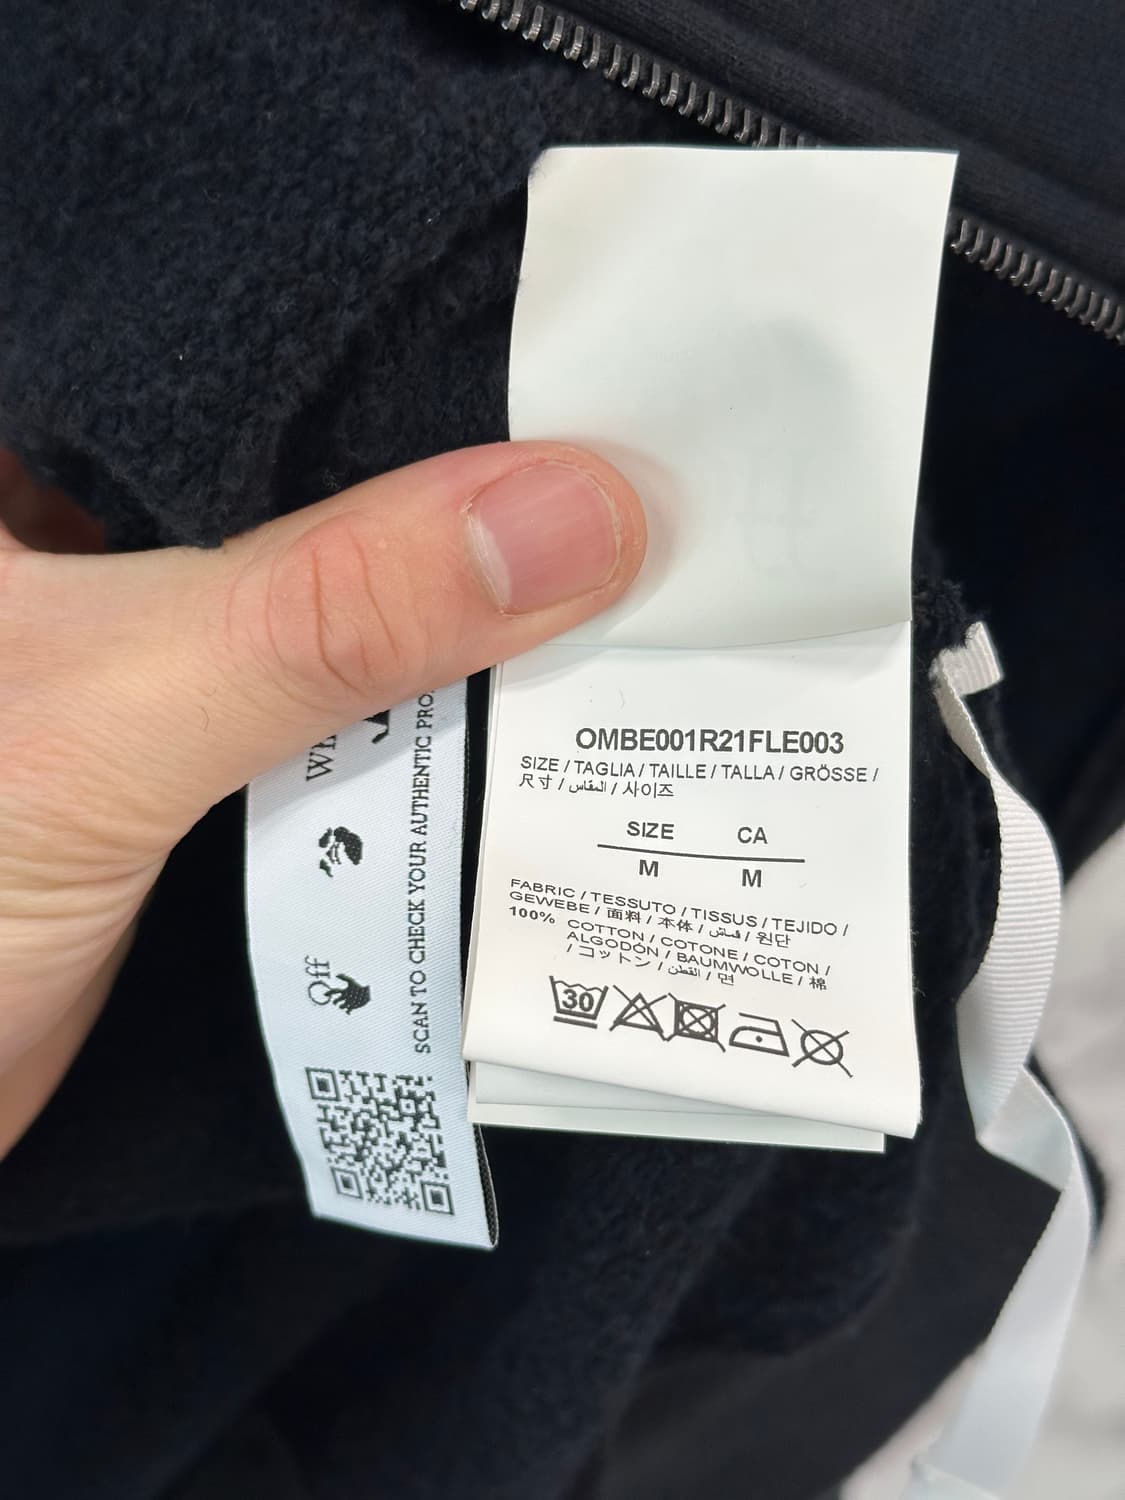 OMBE001R21FLE003
SIZE / TAGLIA / TAILLE / TALLA / GRÖSSE /
尺寸 / المقاس / 사이즈
SIZE CA
M M
FABRIC / TESSUTO / TISSUS / TEJIDO /
GEWEBE / 面料 / 本体 / قماش / 원단
100% COTTON / COTONE / COTON /
ALGODÓN / BAUMWOLLE / 棉
/ コットン / القطن / 면
30
Off
SCAN TO CHECK YOUR AUTHENTIC PRO